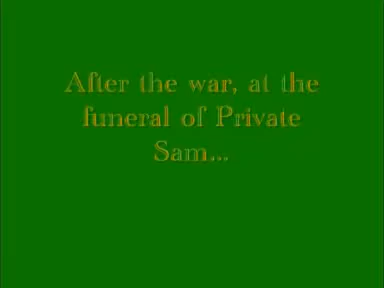 After the war, at the
funeral of Private
Sam...